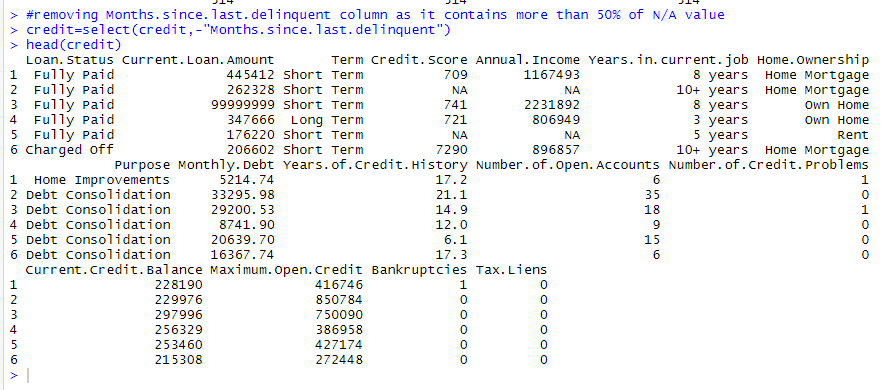 > #removing Months.since.last.delinquent column as it contains more than 50% of N/A value
> credit=select(credit,-"Months.since.last.delinquent")
> head(credit)
  Loan.Status Current.Loan.Amount       Term Credit.Score Annual.Income Years.in.current.job Home.Ownership
1  Fully Paid              445412 Short Term          709       1167493              8 years  Home Mortgage
2  Fully Paid              262328 Short Term           NA            NA            10+ years  Home Mortgage
3  Fully Paid            99999999 Short Term          741       2231892              8 years       Own Home
4  Fully Paid              347666  Long Term          721        806949              3 years       Own Home
5  Fully Paid              176220 Short Term           NA            NA              5 years           Rent
6 Charged Off              206602 Short Term         7290        896857            10+ years  Home Mortgage
             Purpose Monthly.Debt Years.of.Credit.History Number.of.Open.Accounts Number.of.Credit.Problems
1  Home Improvements      5214.74                    17.2                       6                         1
2 Debt Consolidation     33295.98                    21.1                      35                         0
3 Debt Consolidation     29200.53                    14.9                      18                         1
4 Debt Consolidation      8741.90                    12.0                       9                         0
5 Debt Consolidation     20639.70                     6.1                      15                         0
6 Debt Consolidation     16367.74                    17.3                       6                         0
  Current.Credit.Balance Maximum.Open.Credit Bankruptcies Tax.Liens
1                 228190              416746            1         0
2                 229976              850784            0         0
3                 297996              750090            0         0
4                 256329              386958            0         0
5                 253460              427174            0         0
6                 215308              272448            0         0
>